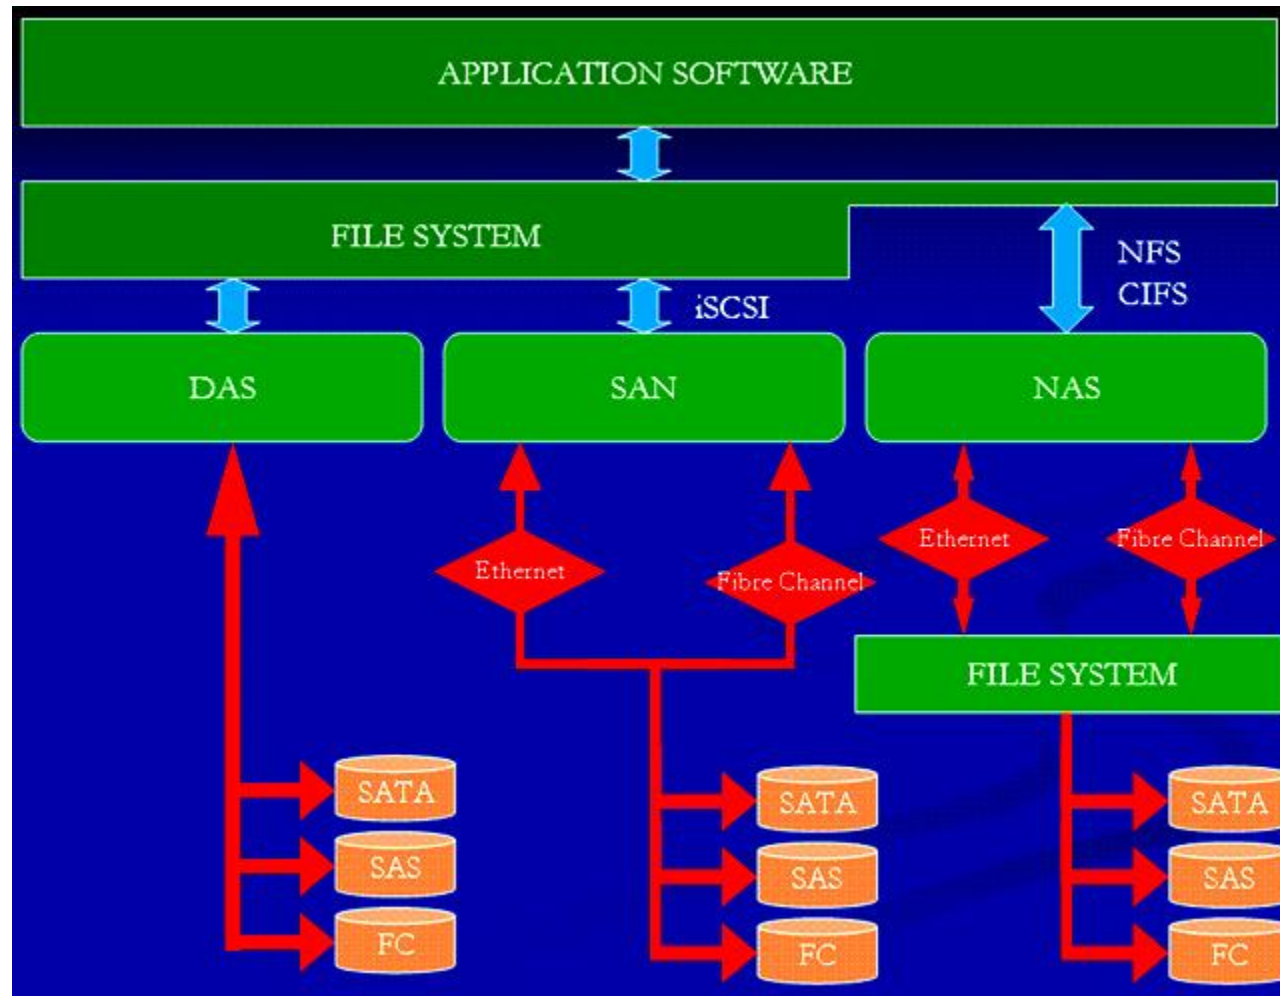 APPLICATION SOFTWARE
FILE SYSTEM
NFS
CIFS
iSCSI
DAS
SAN
NAS
Ethernet
Fibre Channel
Ethernet
Fibre Channel
FILE SYSTEM
SATA
SAS
FC
SATA
SAS
FC
SATA
SAS
FC